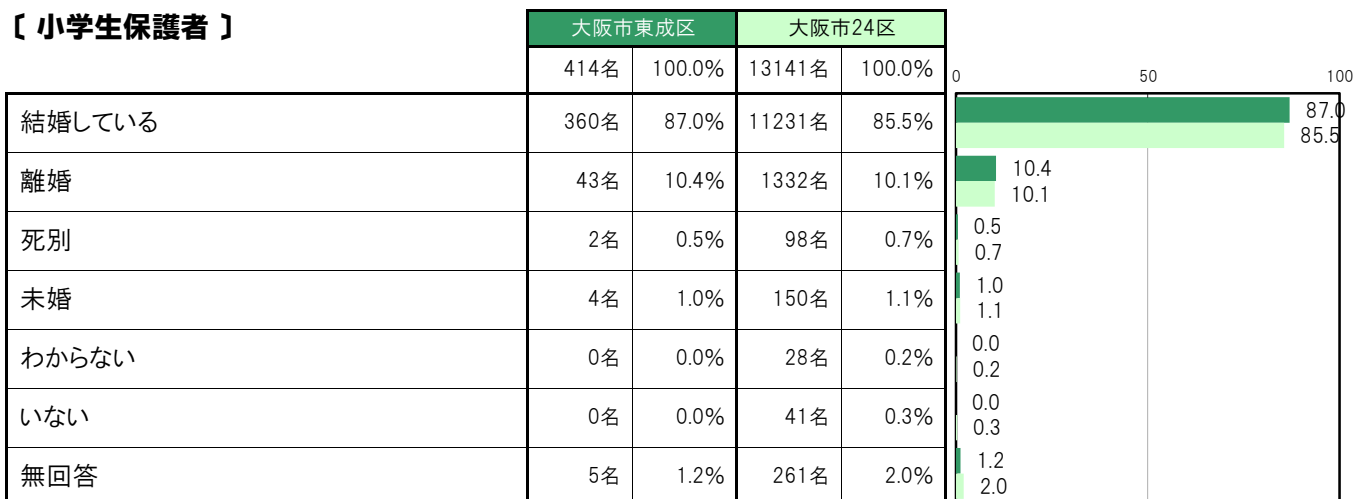 〔 小学生保護者 〕
大阪市東成区 大阪市24区
414名 100.0% 13141名 100.0%
0 50 100
結婚している 360名 87.0% 11231名 85.5%
87.0
85.5
離婚 43名 10.4% 1332名 10.1%
10.4
10.1
死別 2名 0.5% 98名 0.7%
0.5
0.7
未婚 4名 1.0% 150名 1.1%
1.0
1.1
わからない 0名 0.0% 28名 0.2%
0.0
0.2
いない 0名 0.0% 41名 0.3%
0.0
0.3
無回答 5名 1.2% 261名 2.0%
1.2
2.0